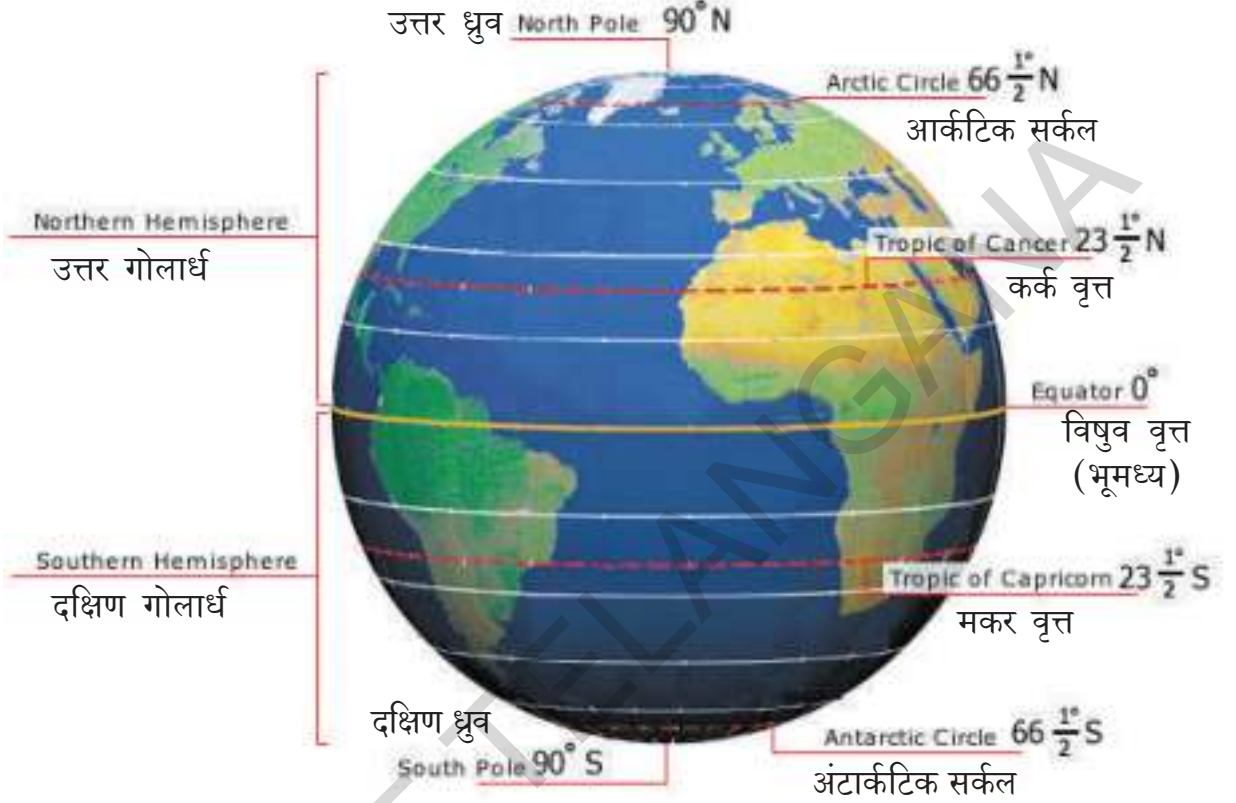 उत्तर ध्रुव North Pole 90° N
Arctic Circle 66 1/2° N
आर्कटिक सर्कल
Northern Hemisphere
उत्तर गोलार्ध
Tropic of Cancer 23 1/2° N
कर्क वृत्त
Equator 0°
विषुव वृत्त
(भूमध्य)
Southern Hemisphere
दक्षिण गोलार्ध
Tropic of Capricorn 23 1/2° S
मकर वृत्त
दक्षिण ध्रुव
South Pole 90° S
Antarctic Circle 66 1/2° S
अंटार्कटिक सर्कल
TELANGANA